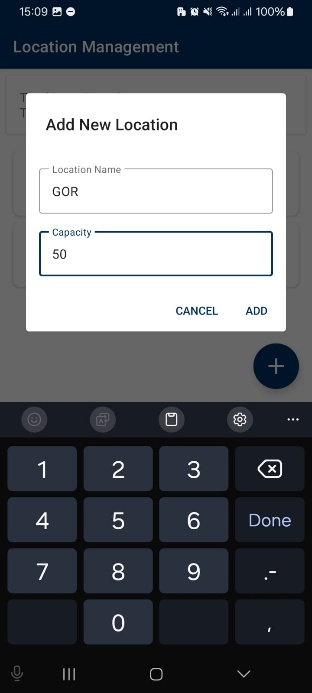 15:09 100%
Location Management
T
T
Add New Location
Location Name
GOR
Capacity
50
CANCEL ADD
+
...
1 2 3
4 5 6 Done
7 8 9 .-
0 ,